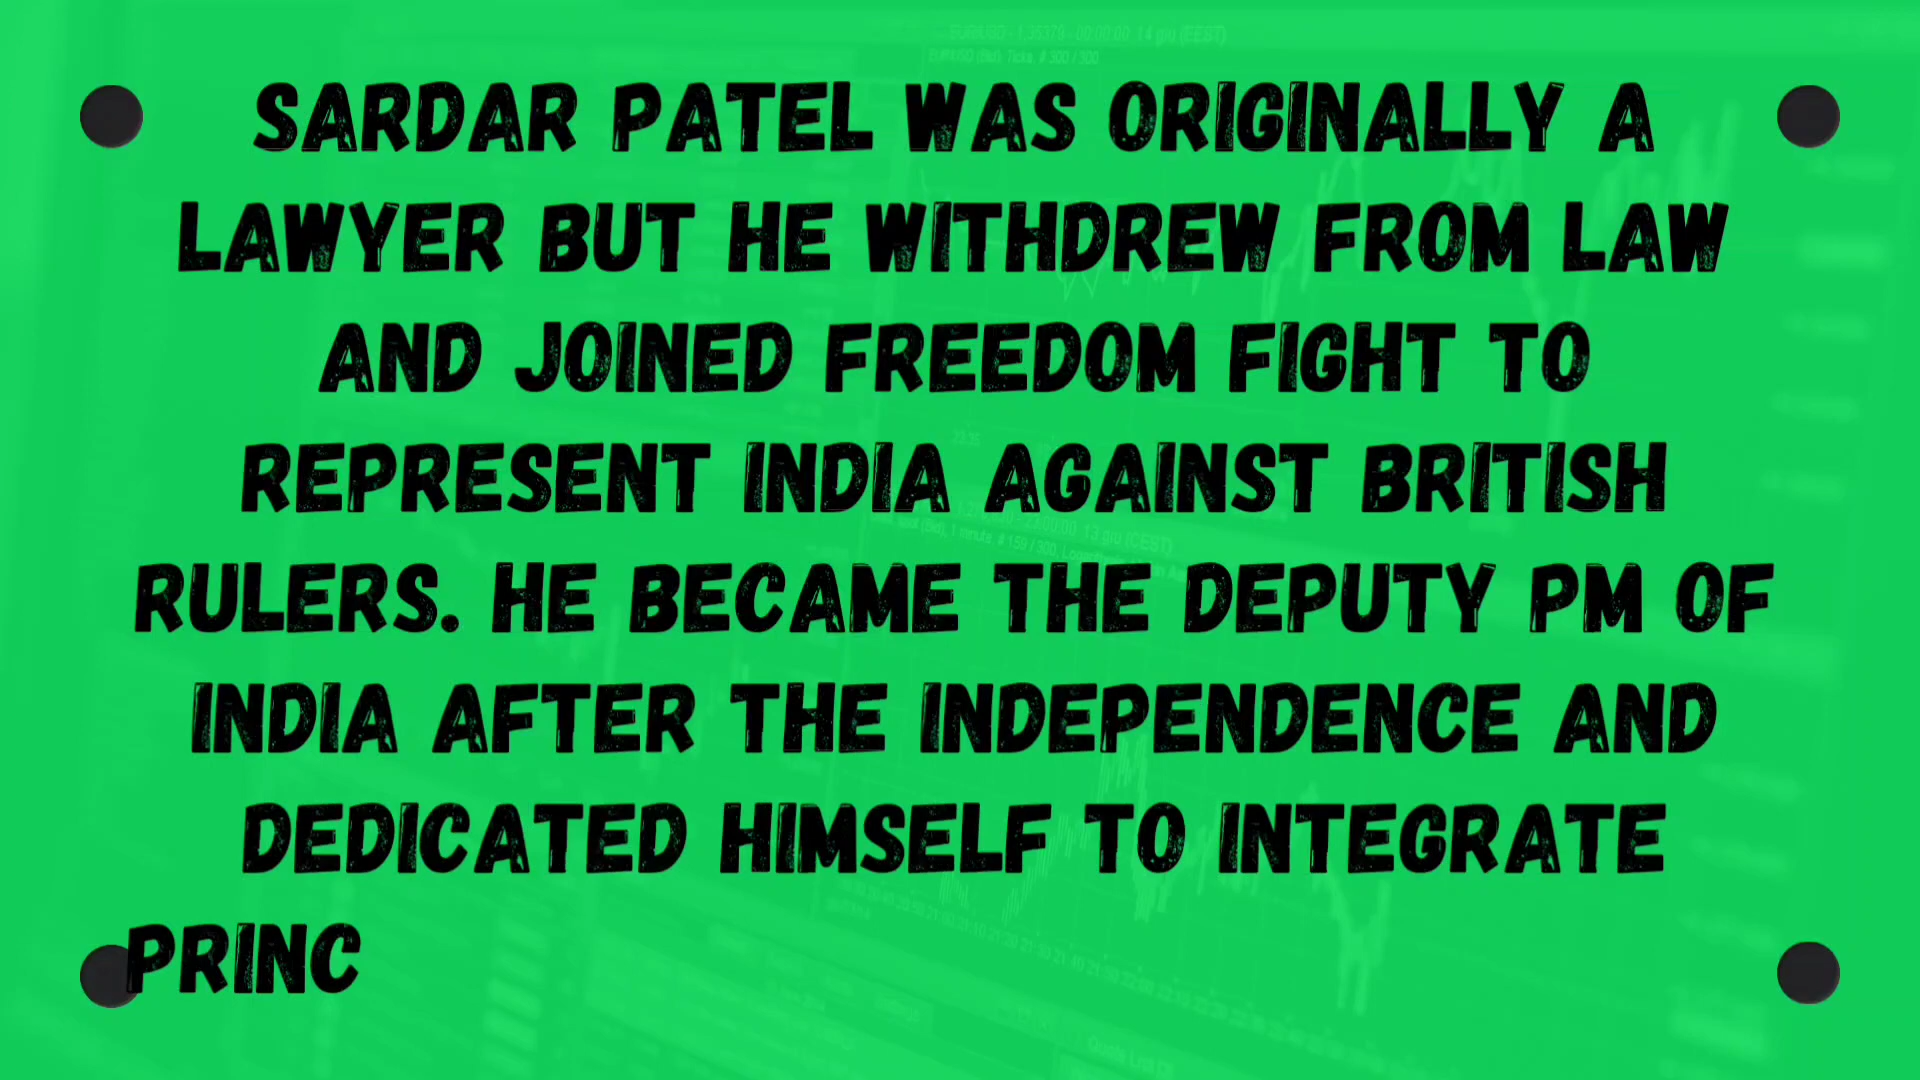 SARDAR PATEL WAS ORIGINALLY A
LAWYER BUT HE WITHDREW FROM LAW
AND JOINED FREEDOM FIGHT TO
REPRESENT INDIA AGAINST BRITISH
RULERS. HE BECAME THE DEPUTY PM OF
INDIA AFTER THE INDEPENDENCE AND
DEDICATED HIMSELF TO INTEGRATE
PRINC